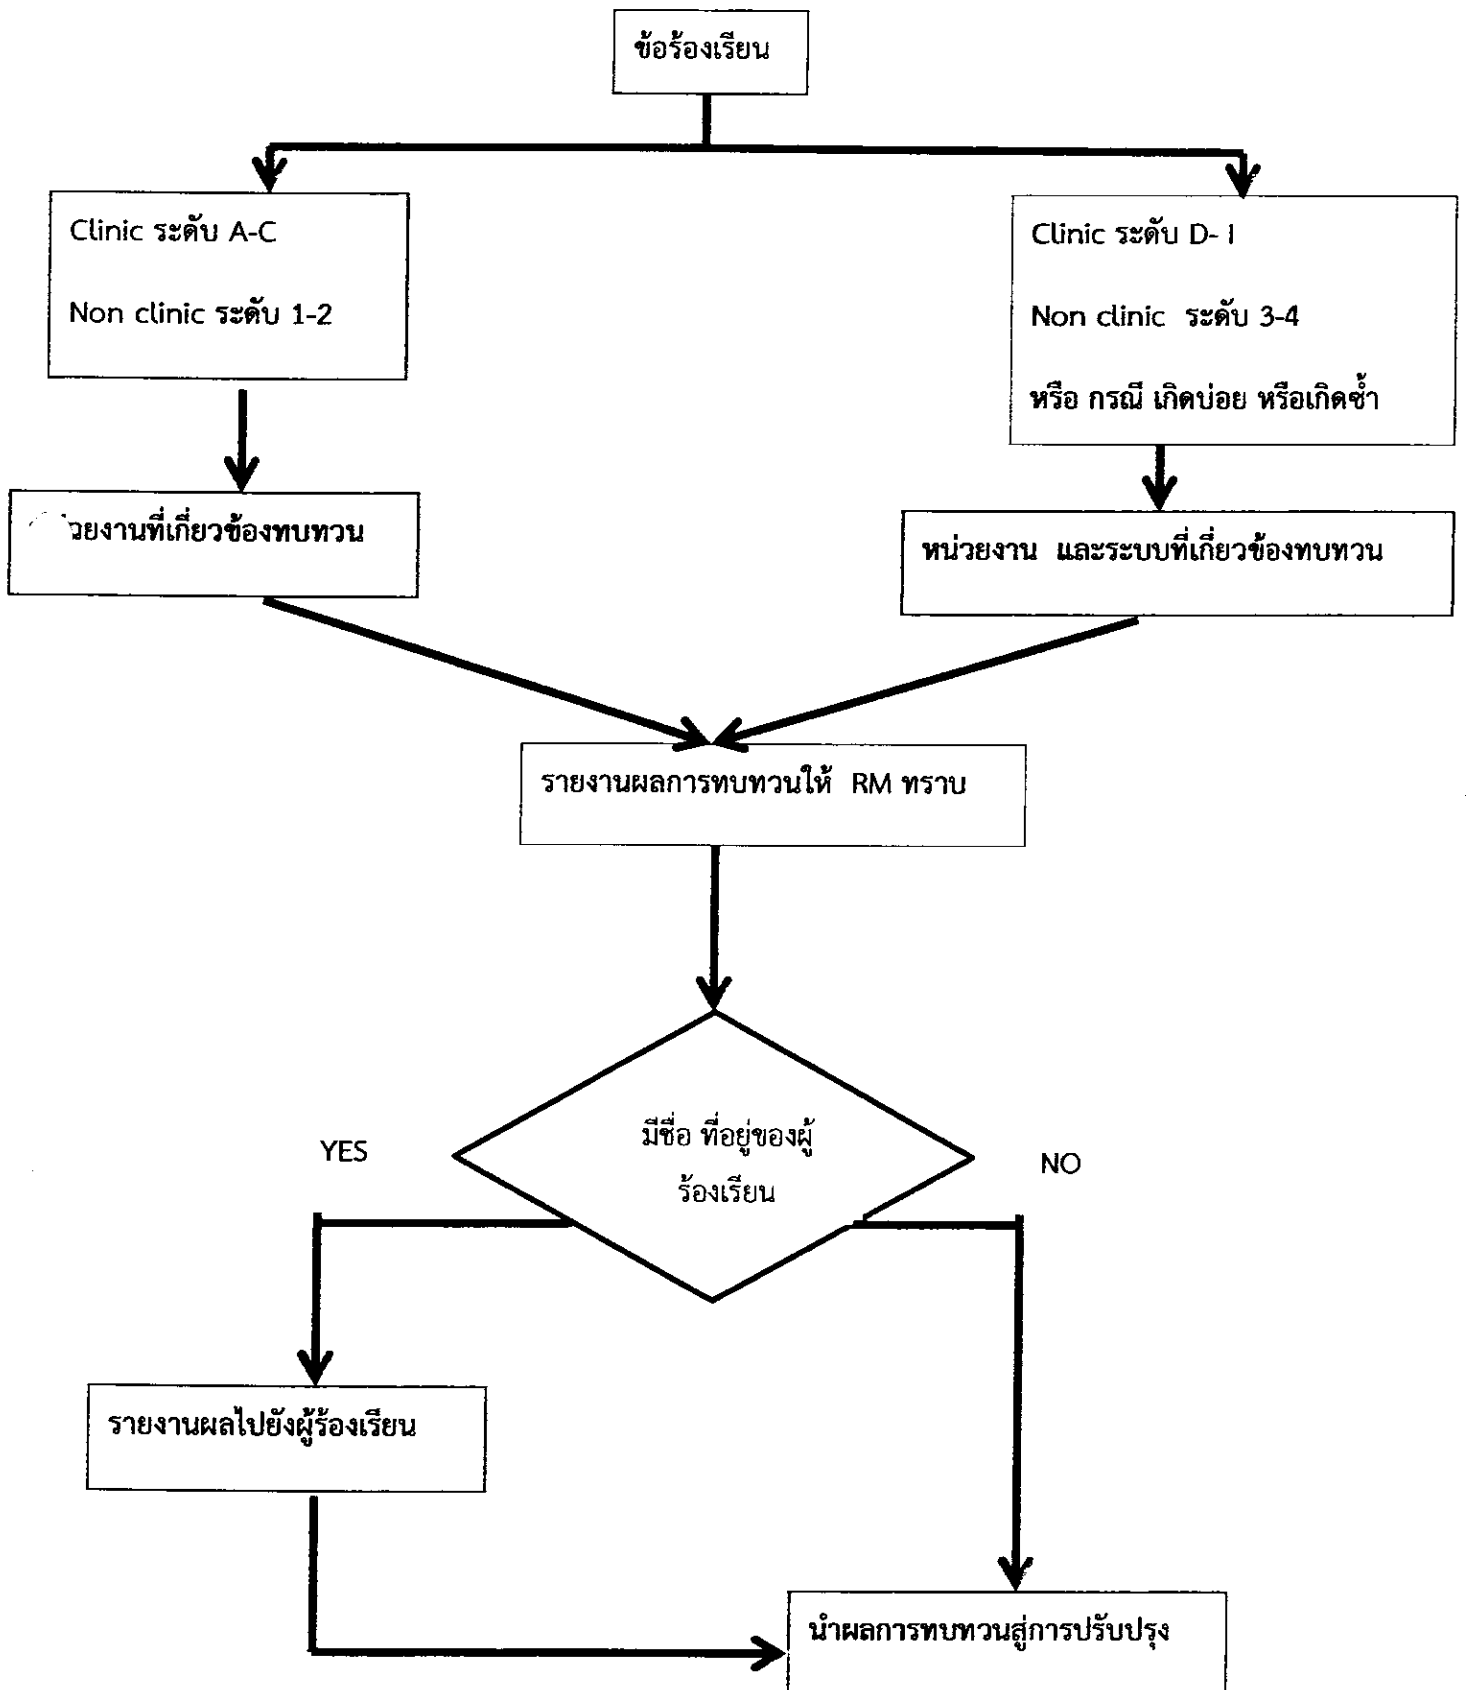 ข้อร้องเรียน
Clinic ระดับ A-C
Non clinic ระดับ 1-2
Clinic ระดับ D- I
Non clinic ระดับ 3-4
หรือ กรณี เกิดบ่อย หรือเกิดซ้ำ
่วยงานที่เกี่ยวข้องทบทวน
หน่วยงาน และระบบที่เกี่ยวข้องทบทวน
รายงานผลการทบทวนให้ RM ทราบ
มีชื่อ ที่อยู่ของผู้
ร้องเรียน
YES
NO
รายงานผลไปยังผู้ร้องเรียน
นำผลการทบทวนสู่การปรับปรุง